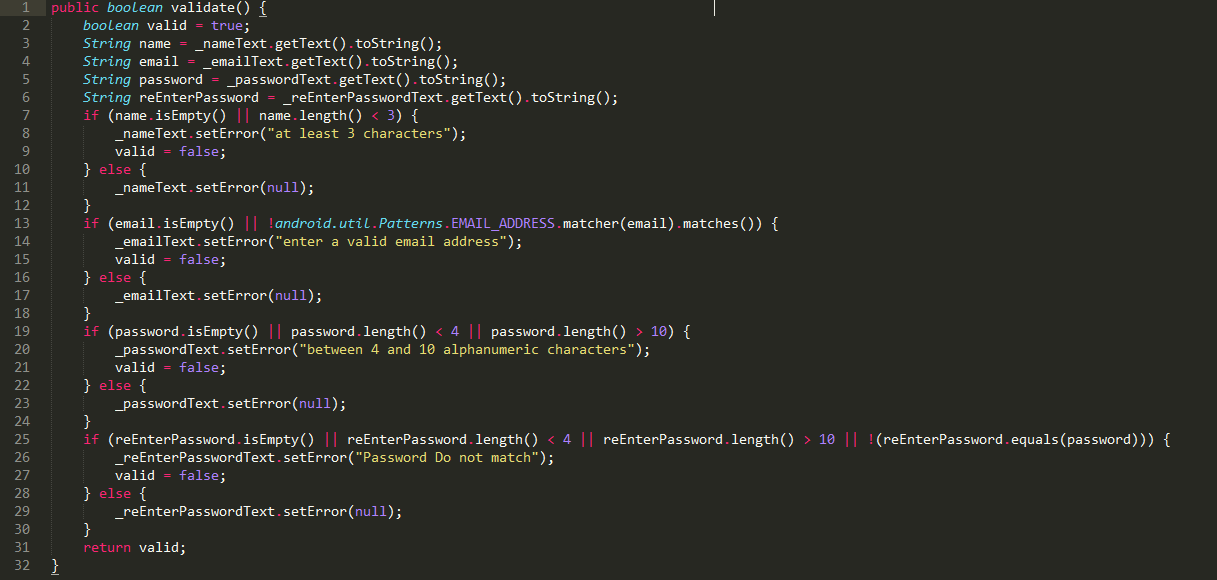 1 public boolean validate() {
2     boolean valid = true;
3     String name = _nameText.getText().toString();
4     String email = _emailText.getText().toString();
5     String password = _passwordText.getText().toString();
6     String reEnterPassword = _reEnterPasswordText.getText().toString();
7     if (name.isEmpty() || name.length() < 3) {
8         _nameText.setError("at least 3 characters");
9         valid = false;
10     } else {
11         _nameText.setError(null);
12     }
13     if (email.isEmpty() || !android.util.Patterns.EMAIL_ADDRESS.matcher(email).matches()) {
14         _emailText.setError("enter a valid email address");
15         valid = false;
16     } else {
17         _emailText.setError(null);
18     }
19     if (password.isEmpty() || password.length() < 4 || password.length() > 10) {
20         _passwordText.setError("between 4 and 10 alphanumeric characters");
21         valid = false;
22     } else {
23         _passwordText.setError(null);
24     }
25     if (reEnterPassword.isEmpty() || reEnterPassword.length() < 4 || reEnterPassword.length() > 10 || !(reEnterPassword.equals(password))) {
26         _reEnterPasswordText.setError("Password Do not match");
27         valid = false;
28     } else {
29         _reEnterPasswordText.setError(null);
30     }
31     return valid;
32 }